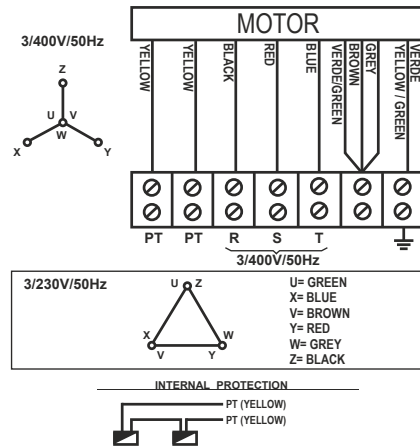 MOTOR
3/400V/50Hz
Z
U V
W
X
Y
YELLOW
YELLOW
BLACK
RED
BLUE
VERDE/GREEN
BROWN
GREY
YELLOW / GREEN
VERDE
PT PT R S T
3/400V/50Hz
3/230V/50Hz
U Z
X W
V Y
U= GREEN
X= BLUE
V= BROWN
Y= RED
W= GREY
Z= BLACK
INTERNAL PROTECTION
PT (YELLOW)
PT (YELLOW)